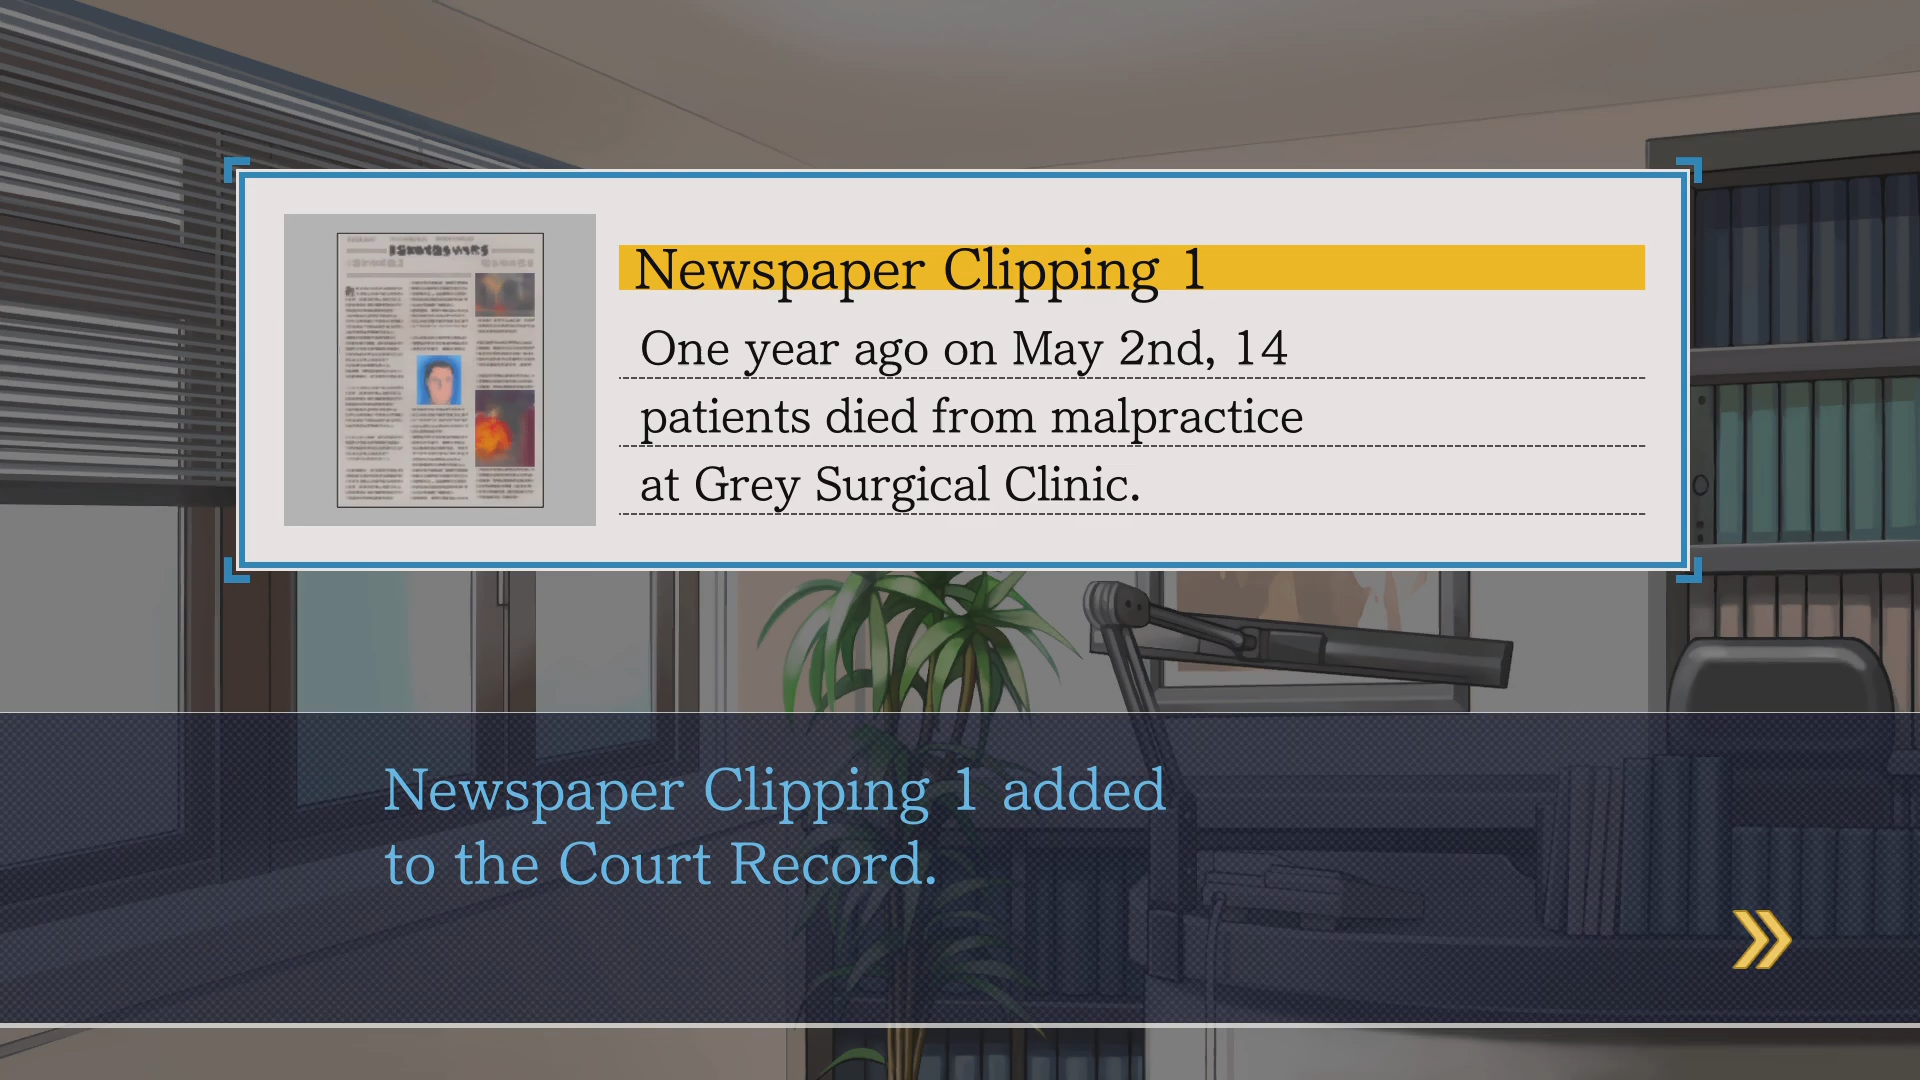 Newspaper Clipping 1
One year ago on May 2nd, 14
patients died from malpractice
at Grey Surgical Clinic.
Newspaper Clipping 1 added
to the Court Record.